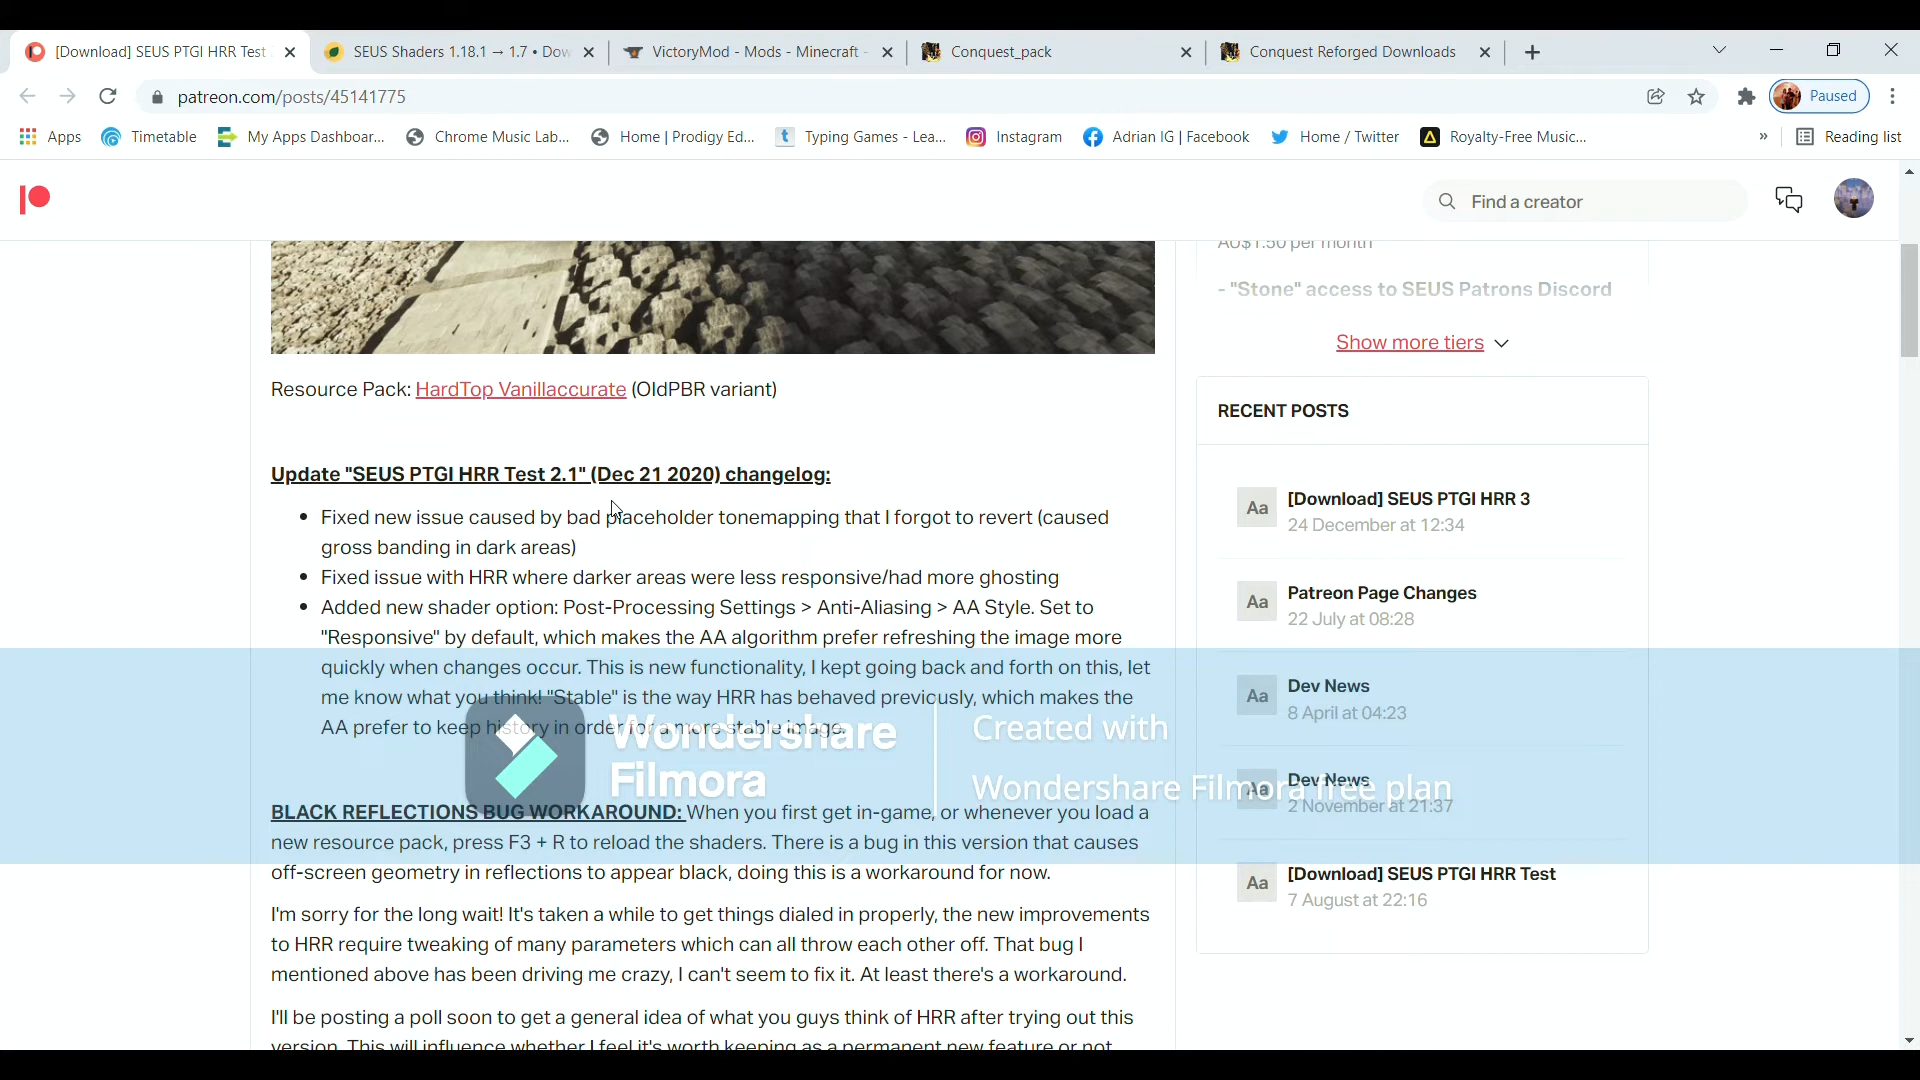 [Download] SEUS PTGI HRR Test
SEUS Shaders 1.18.1 → 1.7 • Dow
VictoryMod - Mods - Minecraft -
Conquest_pack
Conquest Reforged Downloads
patreon.com/posts/45141775
Paused
Apps
Timetable
My Apps Dashboar...
Chrome Music Lab...
Home | Prodigy Ed...
Typing Games - Lea...
Instagram
Adrian IG | Facebook
Home / Twitter
Royalty-Free Music...
»
Reading list
Find a creator
AU$1.50 per month
- "Stone" access to SEUS Patrons Discord
Show more tiers
Resource Pack: HardTop Vanillaccurate (OldPBR variant)
Update "SEUS PTGI HRR Test 2.1" (Dec 21 2020) changelog:
• Fixed new issue caused by bad placeholder tonemapping that I forgot to revert (caused
gross banding in dark areas)
• Fixed issue with HRR where darker areas were less responsive/had more ghosting
• Added new shader option: Post-Processing Settings > Anti-Aliasing > AA Style. Set to
"Responsive" by default, which makes the AA algorithm prefer refreshing the image more
quickly when changes occur. This is new functionality, I kept going back and forth on this, let
me know what you think! "Stable" is the way HRR has behaved previously, which makes the
AA prefer to keep history in order for a more stable image.
BLACK REFLECTIONS BUG WORKAROUND: When you first get in-game, or whenever you load a
new resource pack, press F3 + R to reload the shaders. There is a bug in this version that causes
off-screen geometry in reflections to appear black, doing this is a workaround for now.
I'm sorry for the long wait! It's taken a while to get things dialed in properly, the new improvements
to HRR require tweaking of many parameters which can all throw each other off. That bug I
mentioned above has been driving me crazy, I can't seem to fix it. At least there's a workaround.
I'll be posting a poll soon to get a general idea of what you guys think of HRR after trying out this
version. This will influence whether I feel it's worth keeping as a permanent new feature or not.
RECENT POSTS
Aa
[Download] SEUS PTGI HRR 3
24 December at 12:34
Aa
Patreon Page Changes
22 July at 08:28
Aa
Dev News
8 April at 04:23
Aa
Dev News
2 November at 21:37
Aa
[Download] SEUS PTGI HRR Test
7 August at 22:16
Wondershare
Filmora
Created with
Wondershare Filmora free plan